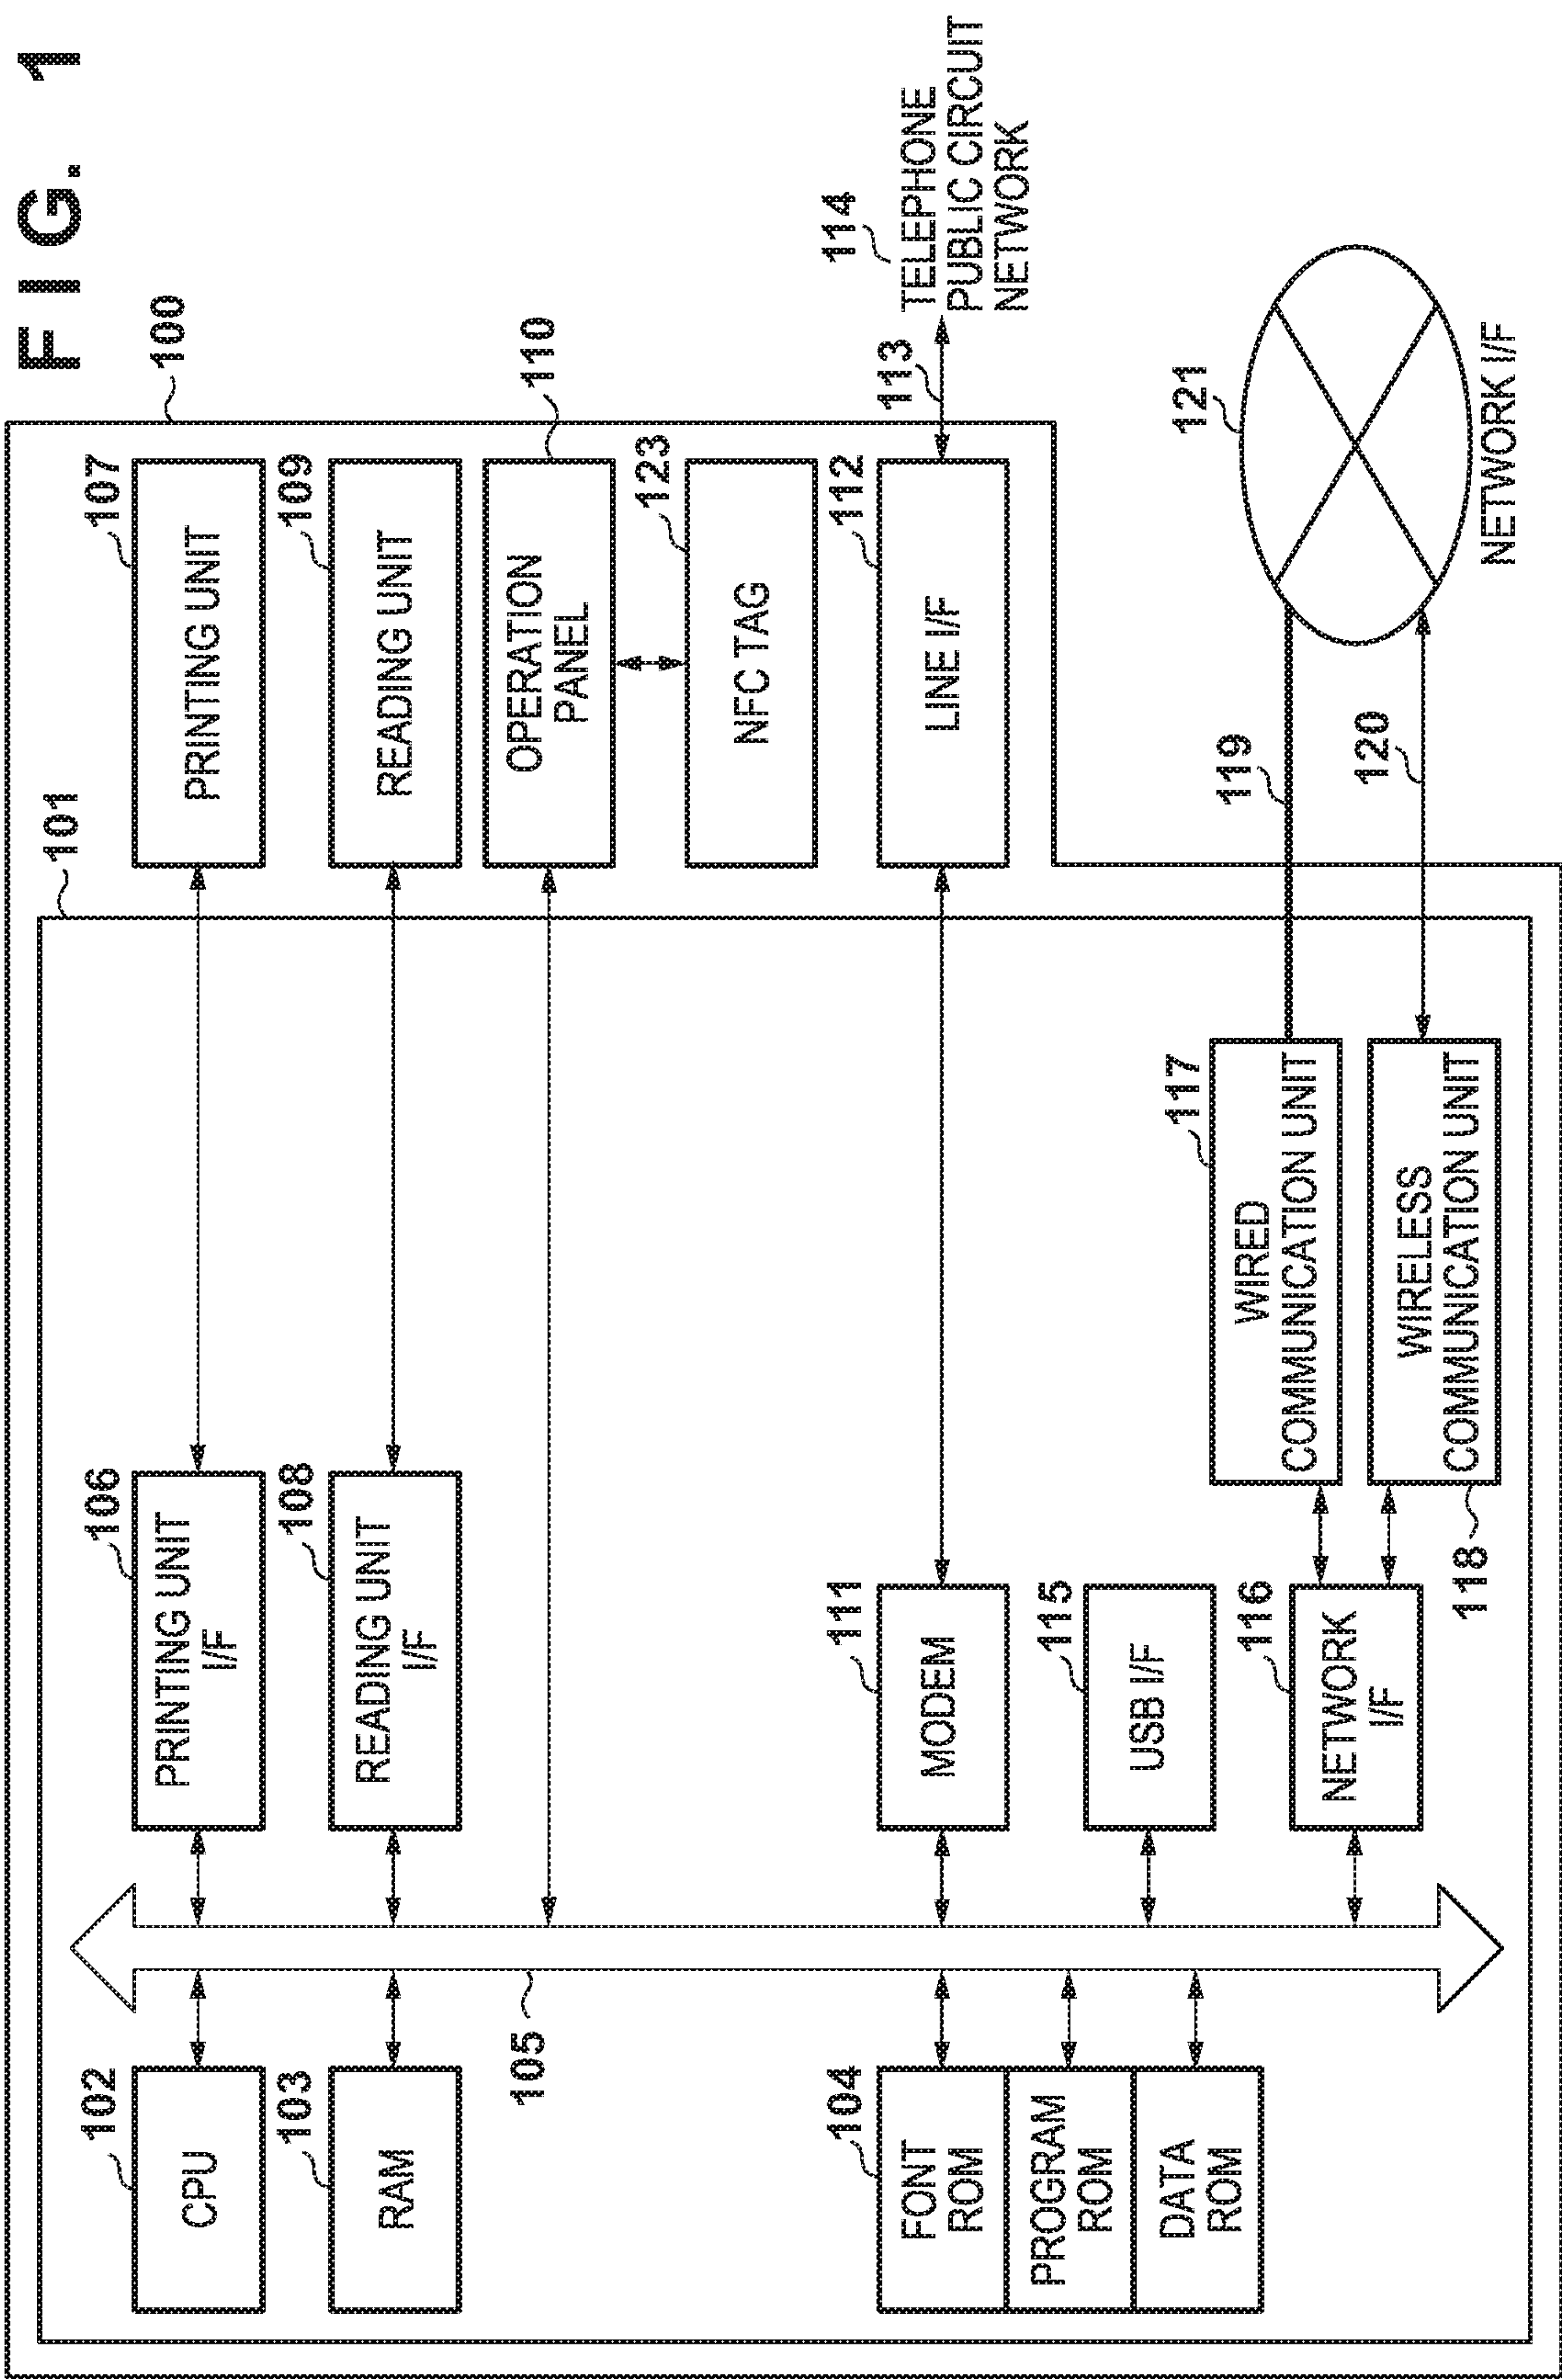 FIG. 1
100
101
102
CPU
106
PRINTING UNIT
I/F
107
PRINTING UNIT
103
RAM
108
READING UNIT
I/F
109
READING UNIT
105
110
OPERATION
PANEL
123
NFC TAG
104
FONT
ROM
PROGRAM
ROM
DATA
ROM
111
MODEM
112
LINE I/F
113
114
TELEPHONE
PUBLIC CIRCUIT
NETWORK
115
USB I/F
116
NETWORK
I/F
117
WIRED
COMMUNICATION UNIT
118
WIRELESS
COMMUNICATION UNIT
119
120
121
NETWORK I/F